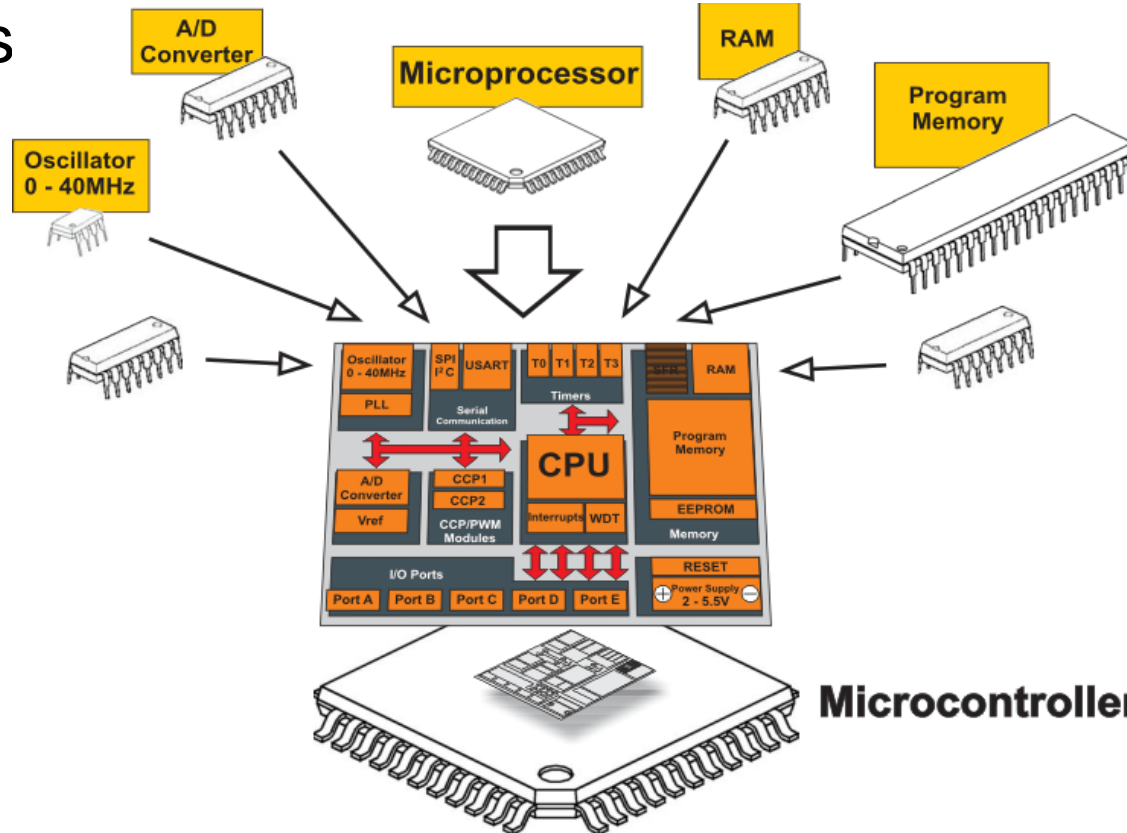 s
A/D
Converter
Microprocessor
RAM
Program
Memory
Oscillator
0 - 40MHz
Oscillator
0 - 40MHz
PLL
SPI
I²C
USART
Serial
Communication
T0 T1 T2 T3
Timers
SFR
RAM
Program
Memory
EEPROM
Memory
A/D
Converter
Vref
CCP1
CCP2
CCP/PWM
Modules
CPU
Interrupts
WDT
I/O Ports
Port A Port B Port C Port D Port E
RESET
+ Power Supply -
2 - 5.5V
Microcontroller